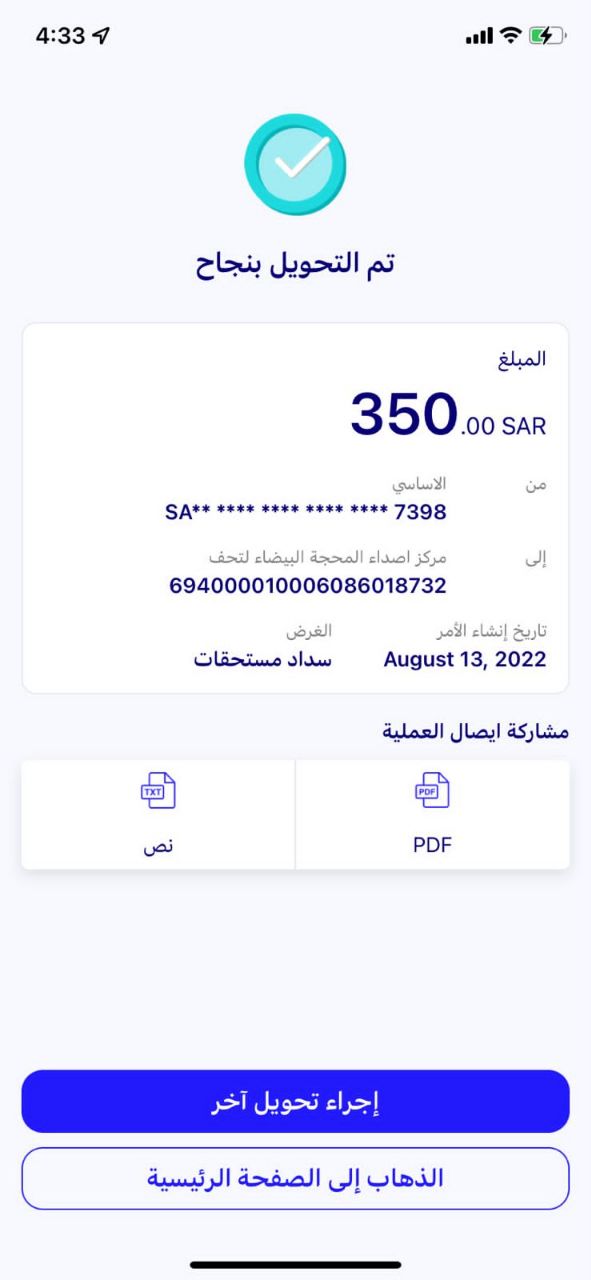 4:33
تم التحويل بنجاح
المبلغ
350.00 SAR
من
الاساسي
SA** **** **** **** **** 7398
إلى
مركز اصداء المحجة البيضاء لتحف
694000010006086018732
تاريخ إنشاء الأمر
الغرض
August 13, 2022
سداد مستحقات
مشاركة ايصال العملية
PDF
TXT
PDF
نص
إجراء تحويل آخر
الذهاب إلى الصفحة الرئيسية